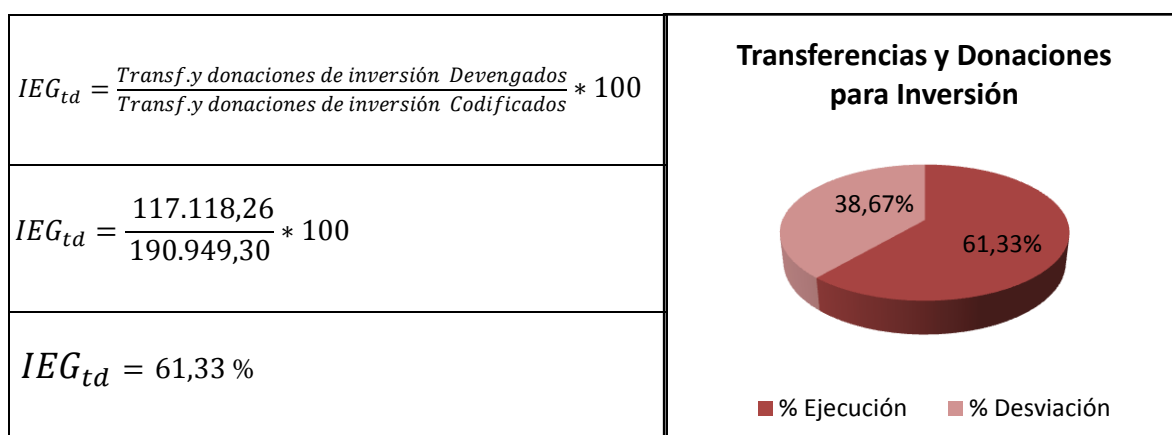 IEG_td = Transf.y donaciones de inversión Devengados / Transf.y donaciones de inversión Codificados * 100
IEG_td = 117.118,26 / 190.949,30 * 100
IEG_td = 61,33 %
Transferencias y Donaciones
para Inversión
38,67%
61,33%
% Ejecución % Desviación